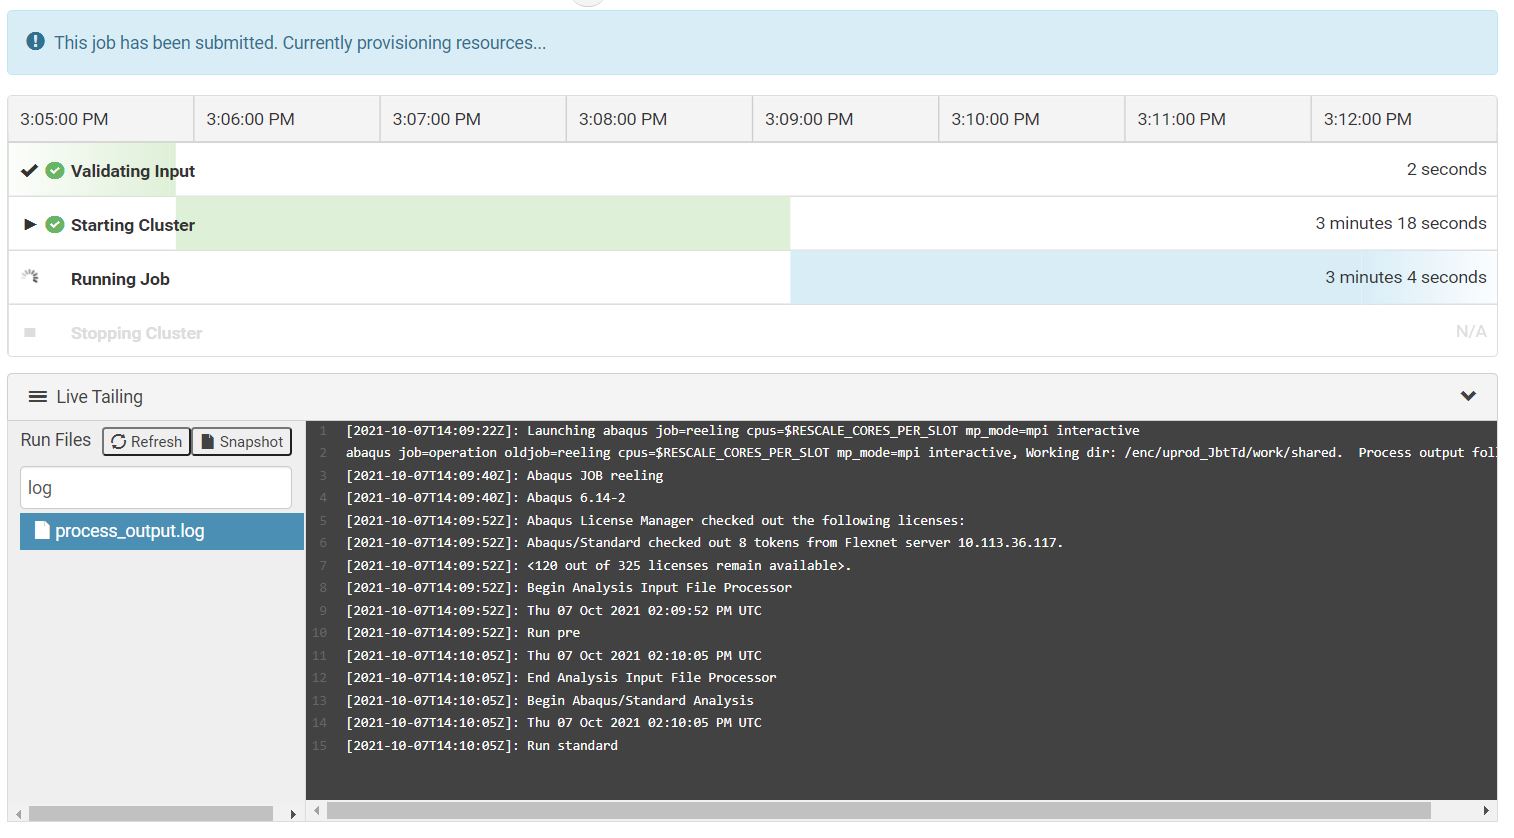 This job has been submitted. Currently provisioning resources...
3:05:00 PM 3:06:00 PM 3:07:00 PM 3:08:00 PM 3:09:00 PM 3:10:00 PM 3:11:00 PM 3:12:00 PM
Validating Input 2 seconds
Starting Cluster 3 minutes 18 seconds
Running Job 3 minutes 4 seconds
Stopping Cluster N/A
Live Tailing
Run Files Refresh Snapshot
log
process_output.log
1 [2021-10-07T14:09:22Z]: Launching abaqus job=reeling cpus=$RESCALE_CORES_PER_SLOT mp_mode=mpi interactive
2 abaqus job=operation oldjob=reeling cpus=$RESCALE_CORES_PER_SLOT mp_mode=mpi interactive, Working dir: /enc/uprod_JbtTd/work/shared. Process output fol
3 [2021-10-07T14:09:40Z]: Abaqus JOB reeling
4 [2021-10-07T14:09:40Z]: Abaqus 6.14-2
5 [2021-10-07T14:09:52Z]: Abaqus License Manager checked out the following licenses:
6 [2021-10-07T14:09:52Z]: Abaqus/Standard checked out 8 tokens from Flexnet server 10.113.36.117.
7 [2021-10-07T14:09:52Z]: <120 out of 325 licenses remain available>.
8 [2021-10-07T14:09:52Z]: Begin Analysis Input File Processor
9 [2021-10-07T14:09:52Z]: Thu 07 Oct 2021 02:09:52 PM UTC
10 [2021-10-07T14:09:52Z]: Run pre
11 [2021-10-07T14:10:05Z]: Thu 07 Oct 2021 02:10:05 PM UTC
12 [2021-10-07T14:10:05Z]: End Analysis Input File Processor
13 [2021-10-07T14:10:05Z]: Begin Abaqus/Standard Analysis
14 [2021-10-07T14:10:05Z]: Thu 07 Oct 2021 02:10:05 PM UTC
15 [2021-10-07T14:10:05Z]: Run standard